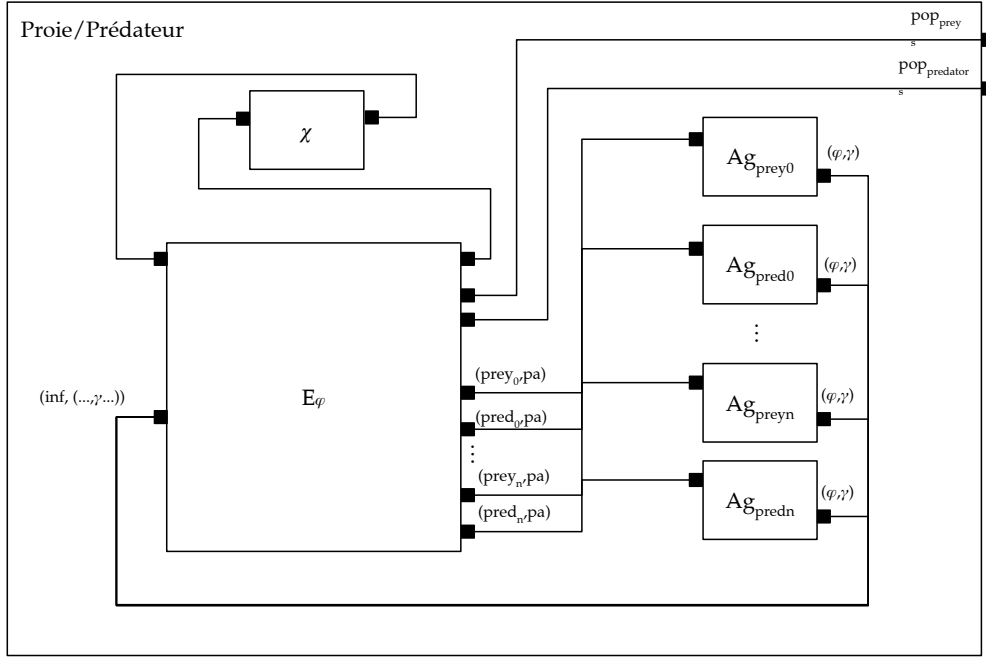 Proie/Prédateur
pop_prey
s
pop_predator
s
χ
Ag_prey0
(φ,γ)
Ag_pred0
(φ,γ)
⋮
(prey_0,pa)
(inf, (...,γ...))
E_φ
Ag_preyn
(φ,γ)
(pred_0,pa)
⋮
(prey_n,pa)
Ag_predn
(φ,γ)
(pred_n,pa)